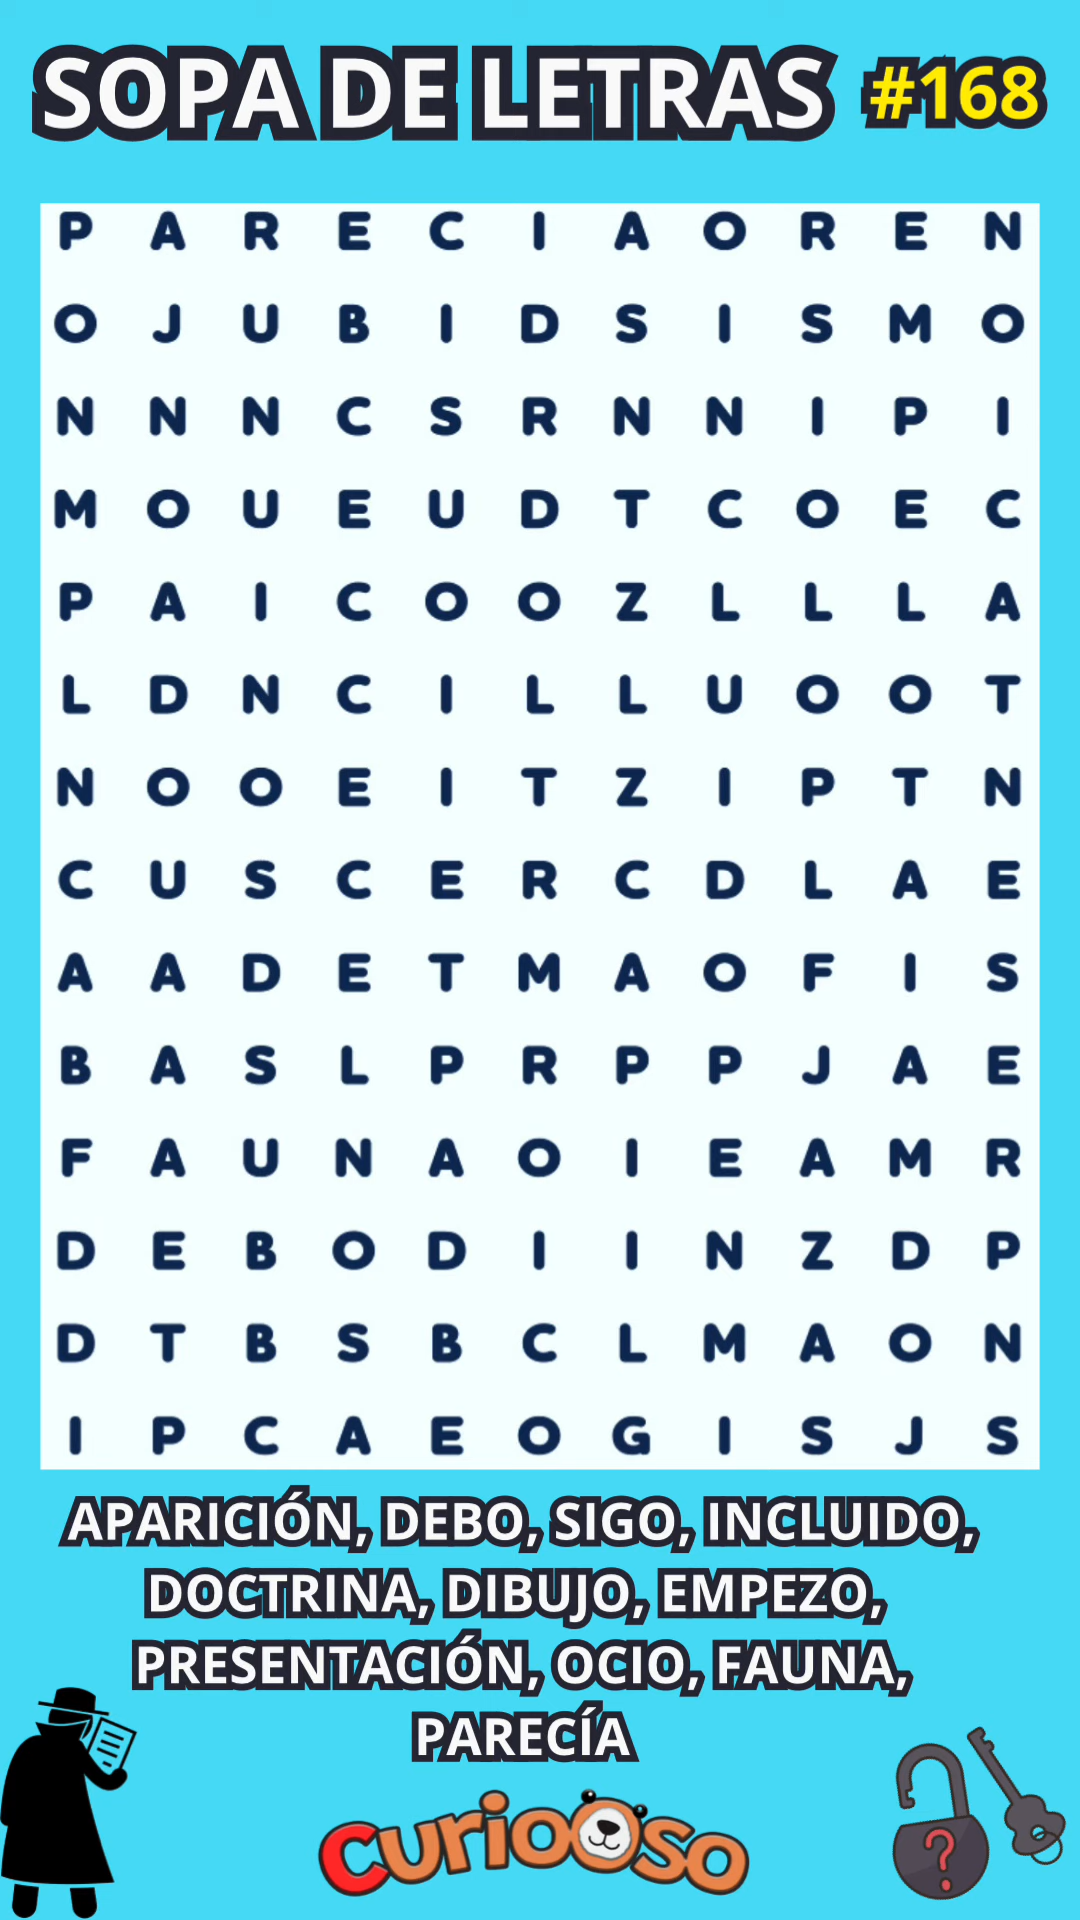 SOPA DE LETRAS #168
P A R E C I A O R E N
O J U B I D S I S M O
N N N C S R N N I P I
M O U E U D T C O E C
P A I C O O Z L L L A
L D N C I L L U O O T
N O O E I T Z I P T N
C U S C E R C D L A E
A A D E T M A O F I S
B A S L P R P P J A E
F A U N A O I E A M R
D E B O D I I N Z D P
D T B S B C L M A O N
I P C A E O G I S J S
APARICIÓN, DEBO, SIGO, INCLUIDO,
DOCTRINA, DIBUJO, EMPEZO,
PRESENTACIÓN, OCIO, FAUNA,
PARECÍA
curiooso
?